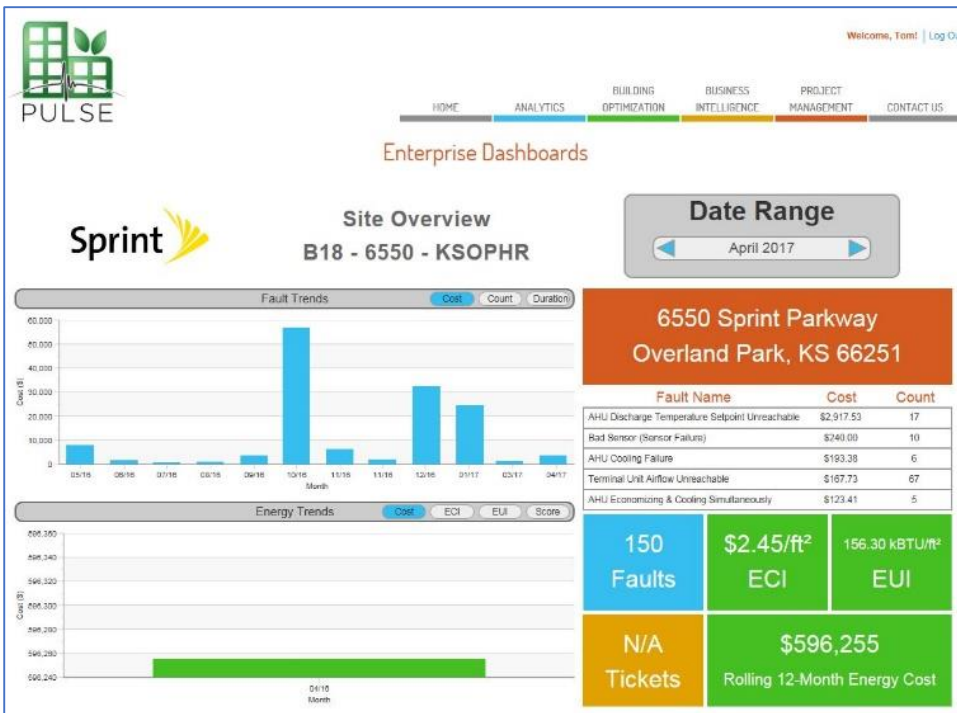 Welcome, Tom! | Log
PULSE
HOME
ANALYTICS
BUILDING
OPTIMIZATION
BUSINESS
INTELLIGENCE
PROJECT
MANAGEMENT
CONTACT US
Enterprise Dashboards
Sprint
Site Overview
B18 - 6550 - KSOPHR
Date Range
April 2017
Fault Trends
Cost
Count
Duration
60,000
50,000
40,000
30,000
20,000
10,000
0
Cost ($)
05/16 06/16 07/16 08/16 09/16 10/16 11/16 11/16 12/16 01/17 03/17 04/17
Month
6550 Sprint Parkway
Overland Park, KS 66251
Fault Name Cost Count
AHU Discharge Temperature Setpoint Unreachable $2,917.53 17
Bad Sensor (Sensor Failure) $240.00 10
AHU Cooling Failure $193.38 6
Terminal Unit Airflow Unreachable $167.73 67
AHU Economizing & Cooling Simultaneously $123.41 5
Energy Trends
Cost
ECI
EUI
Score
596,360
596,340
596,320
596,300
596,280
596,260
596,240
Cost ($)
04/16
Month
150
Faults
$2.45/ft²
ECI
156.30 kBTU/ft²
EUI
N/A
Tickets
$596,255
Rolling 12-Month Energy Cost